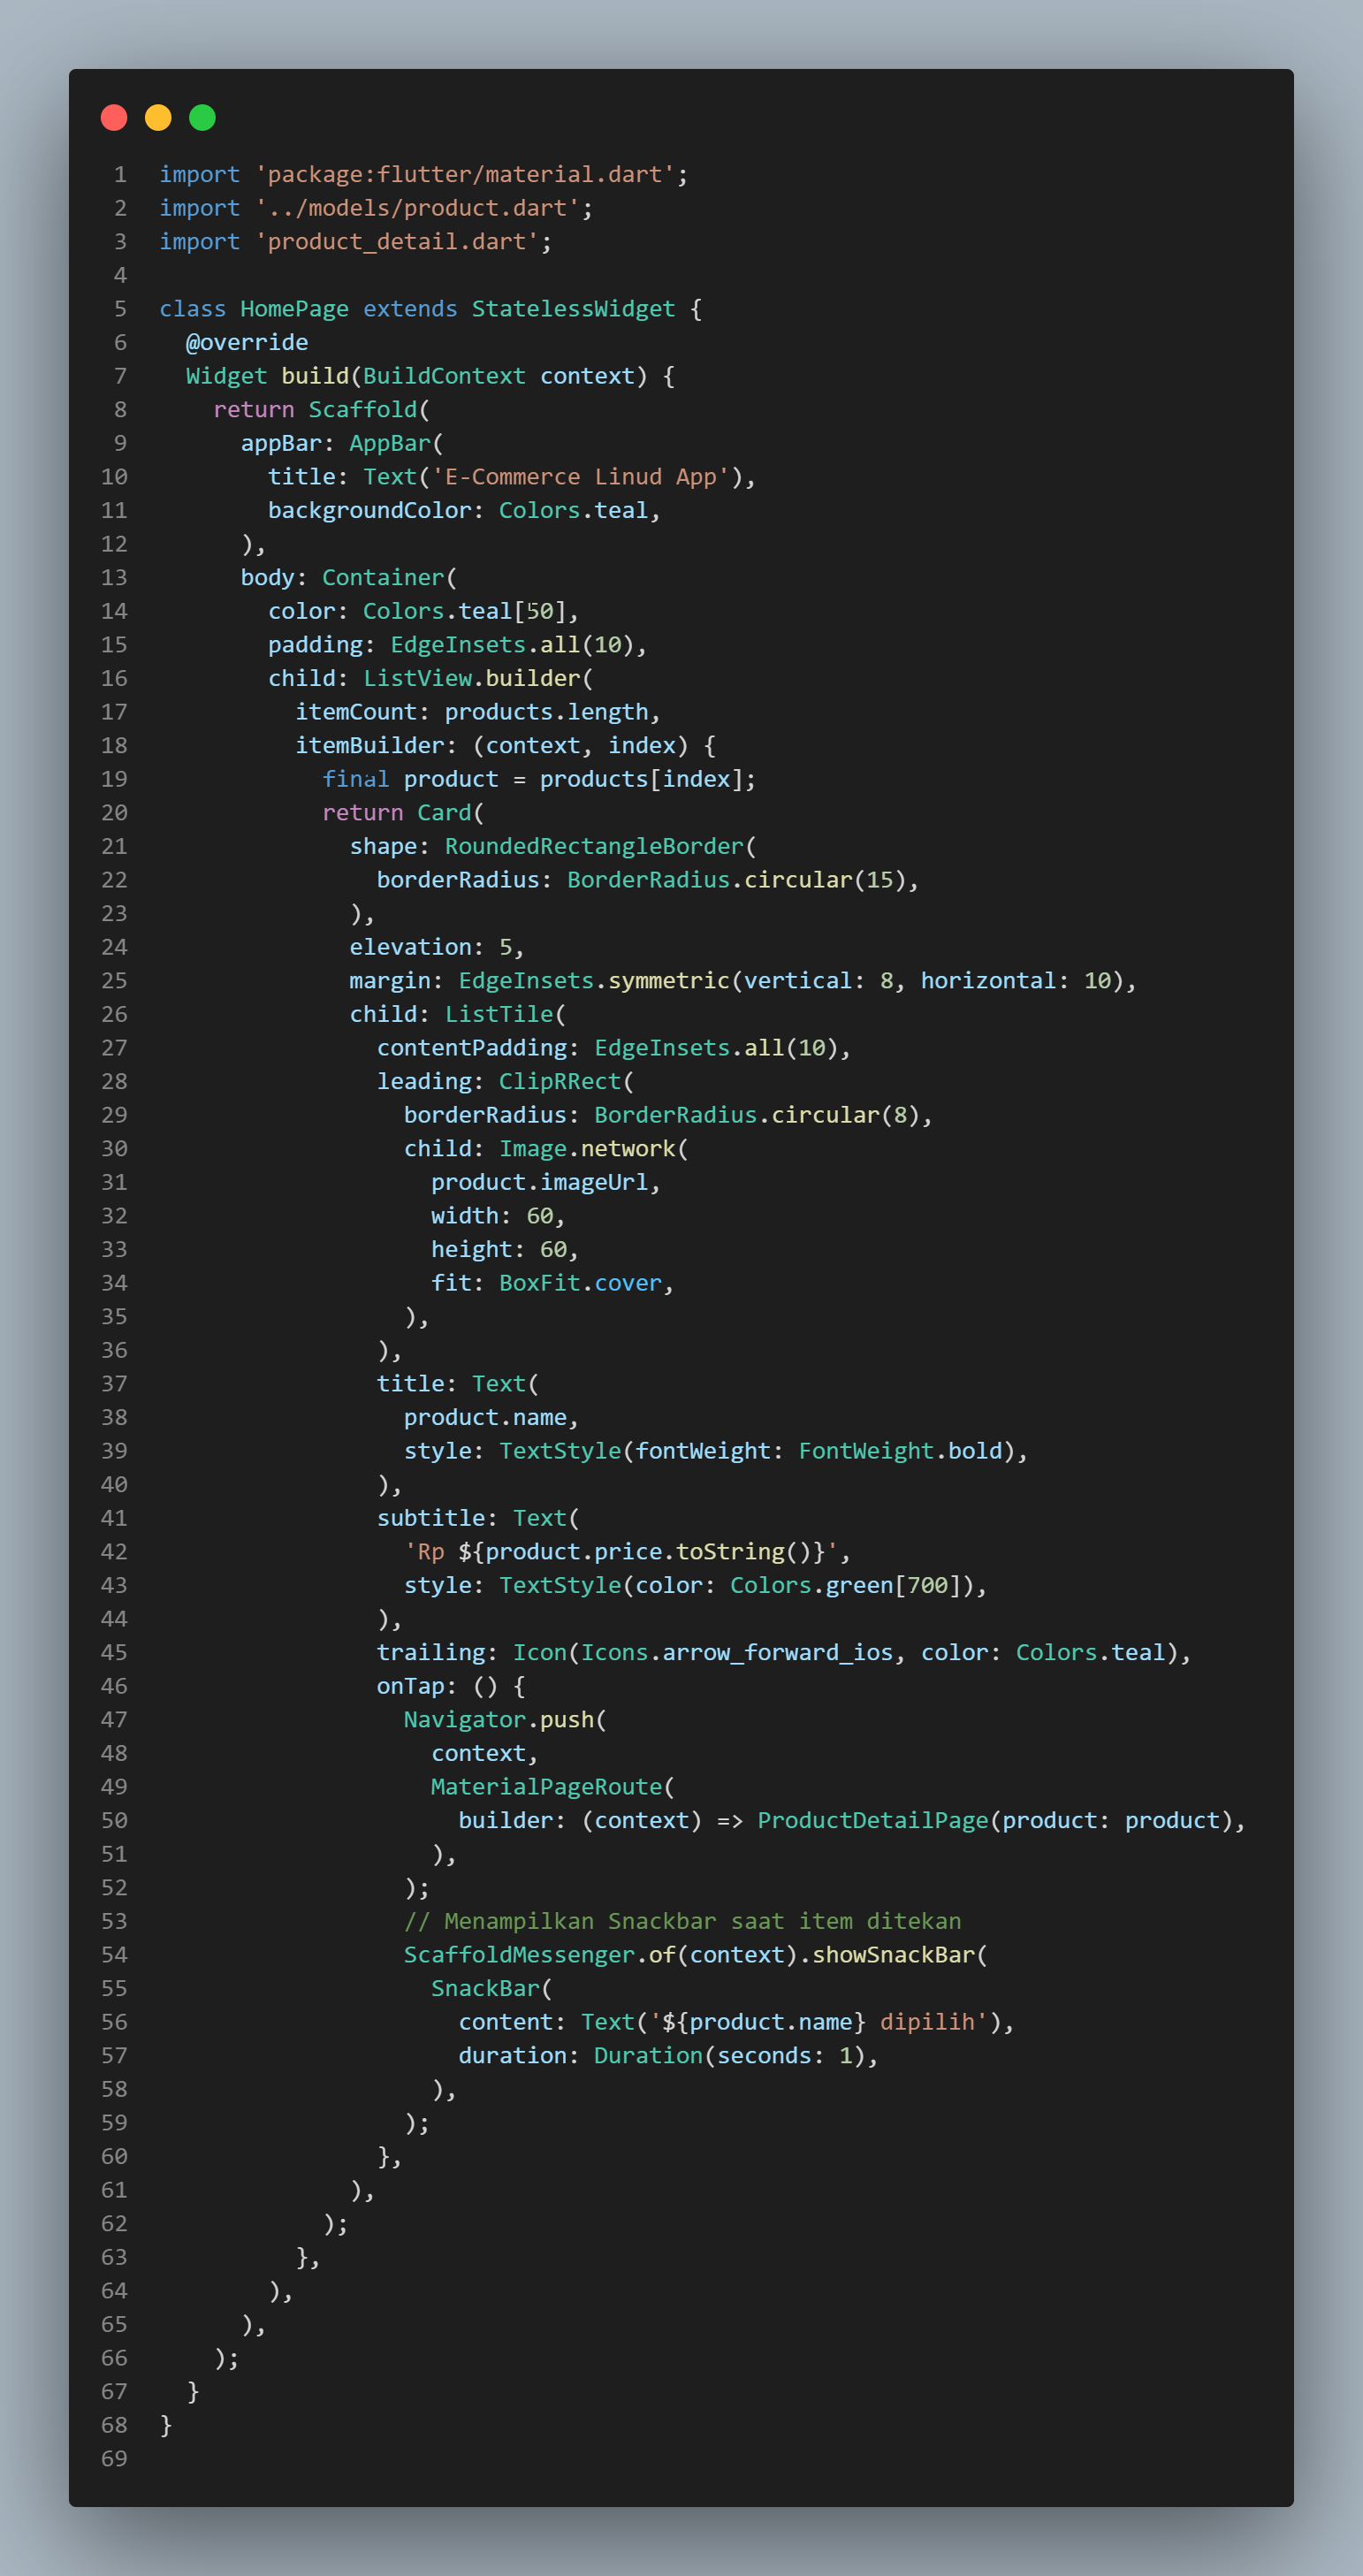 1 import 'package:flutter/material.dart';
2 import '../models/product.dart';
3 import 'product_detail.dart';
4
5 class HomePage extends StatelessWidget {
6   @override
7   Widget build(BuildContext context) {
8     return Scaffold(
9       appBar: AppBar(
10         title: Text('E-Commerce Linud App'),
11         backgroundColor: Colors.teal,
12       ),
13       body: Container(
14         color: Colors.teal[50],
15         padding: EdgeInsets.all(10),
16         child: ListView.builder(
17           itemCount: products.length,
18           itemBuilder: (context, index) {
19             final product = products[index];
20             return Card(
21               shape: RoundedRectangleBorder(
22                 borderRadius: BorderRadius.circular(15),
23               ),
24               elevation: 5,
25               margin: EdgeInsets.symmetric(vertical: 8, horizontal: 10),
26               child: ListTile(
27                 contentPadding: EdgeInsets.all(10),
28                 leading: ClipRRect(
29                   borderRadius: BorderRadius.circular(8),
30                   child: Image.network(
31                     product.imageUrl,
32                     width: 60,
33                     height: 60,
34                     fit: BoxFit.cover,
35                   ),
36                 ),
37                 title: Text(
38                   product.name,
39                   style: TextStyle(fontWeight: FontWeight.bold),
40                 ),
41                 subtitle: Text(
42                   'Rp ${product.price.toString()}',
43                   style: TextStyle(color: Colors.green[700]),
44                 ),
45                 trailing: Icon(Icons.arrow_forward_ios, color: Colors.teal),
46                 onTap: () {
47                   Navigator.push(
48                     context,
49                     MaterialPageRoute(
50                       builder: (context) => ProductDetailPage(product: product),
51                     ),
52                   );
53                   // Menampilkan Snackbar saat item ditekan
54                   ScaffoldMessenger.of(context).showSnackBar(
55                     SnackBar(
56                       content: Text('${product.name} dipilih'),
57                       duration: Duration(seconds: 1),
58                     ),
59                   );
60                 },
61               ),
62             );
63           },
64         ),
65       ),
66     );
67   }
68 }
69